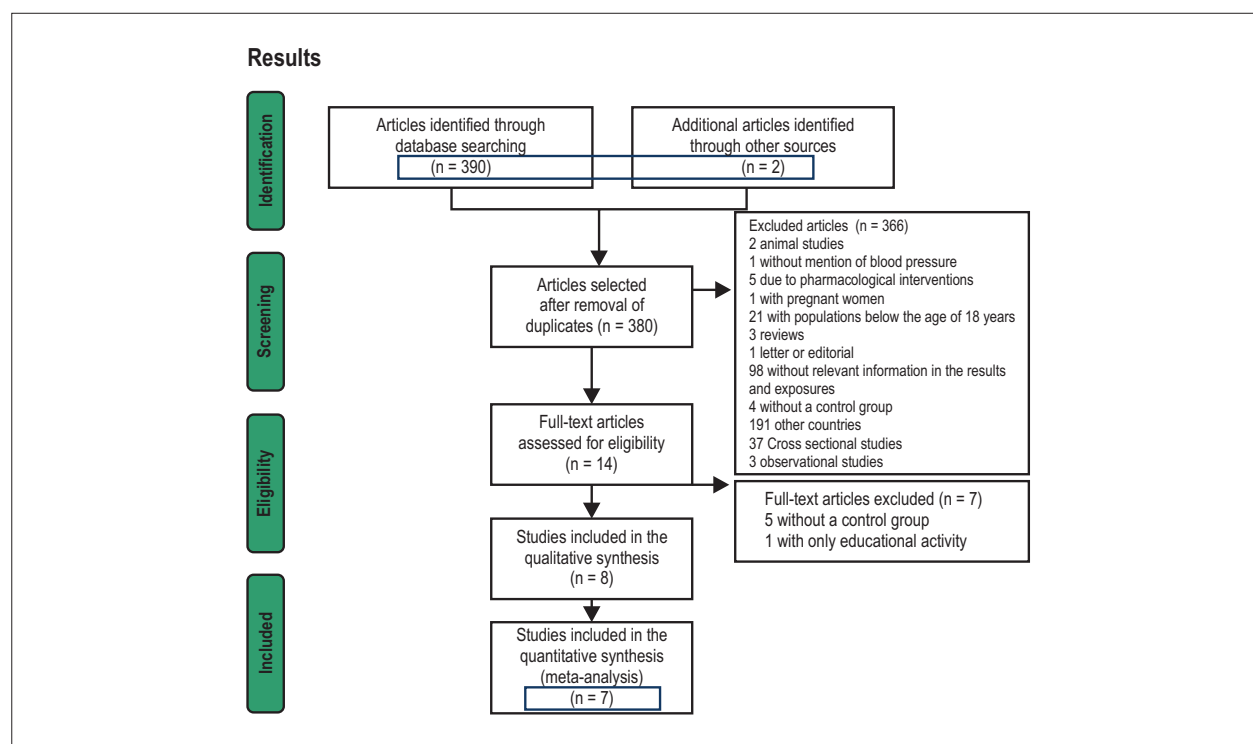 Results
Identification
Articles identified through
database searching
(n = 390)
Additional articles identified
through other sources
(n = 2)
Screening
Articles selected
after removal of
duplicates (n = 380)
Excluded articles (n = 366)
2 animal studies
1 without mention of blood pressure
5 due to pharmacological interventions
1 with pregnant women
21 with populations below the age of 18 years
3 reviews
1 letter or editorial
98 without relevant information in the results
and exposures
4 without a control group
191 other countries
37 Cross sectional studies
3 observational studies
Eligibility
Full-text articles
assessed for eligibility
(n = 14)
Full-text articles excluded (n = 7)
5 without a control group
1 with only educational activity
Studies included in the
qualitative synthesis
(n = 8)
Included
Studies included in the
quantitative synthesis
(meta-analysis)
(n = 7)